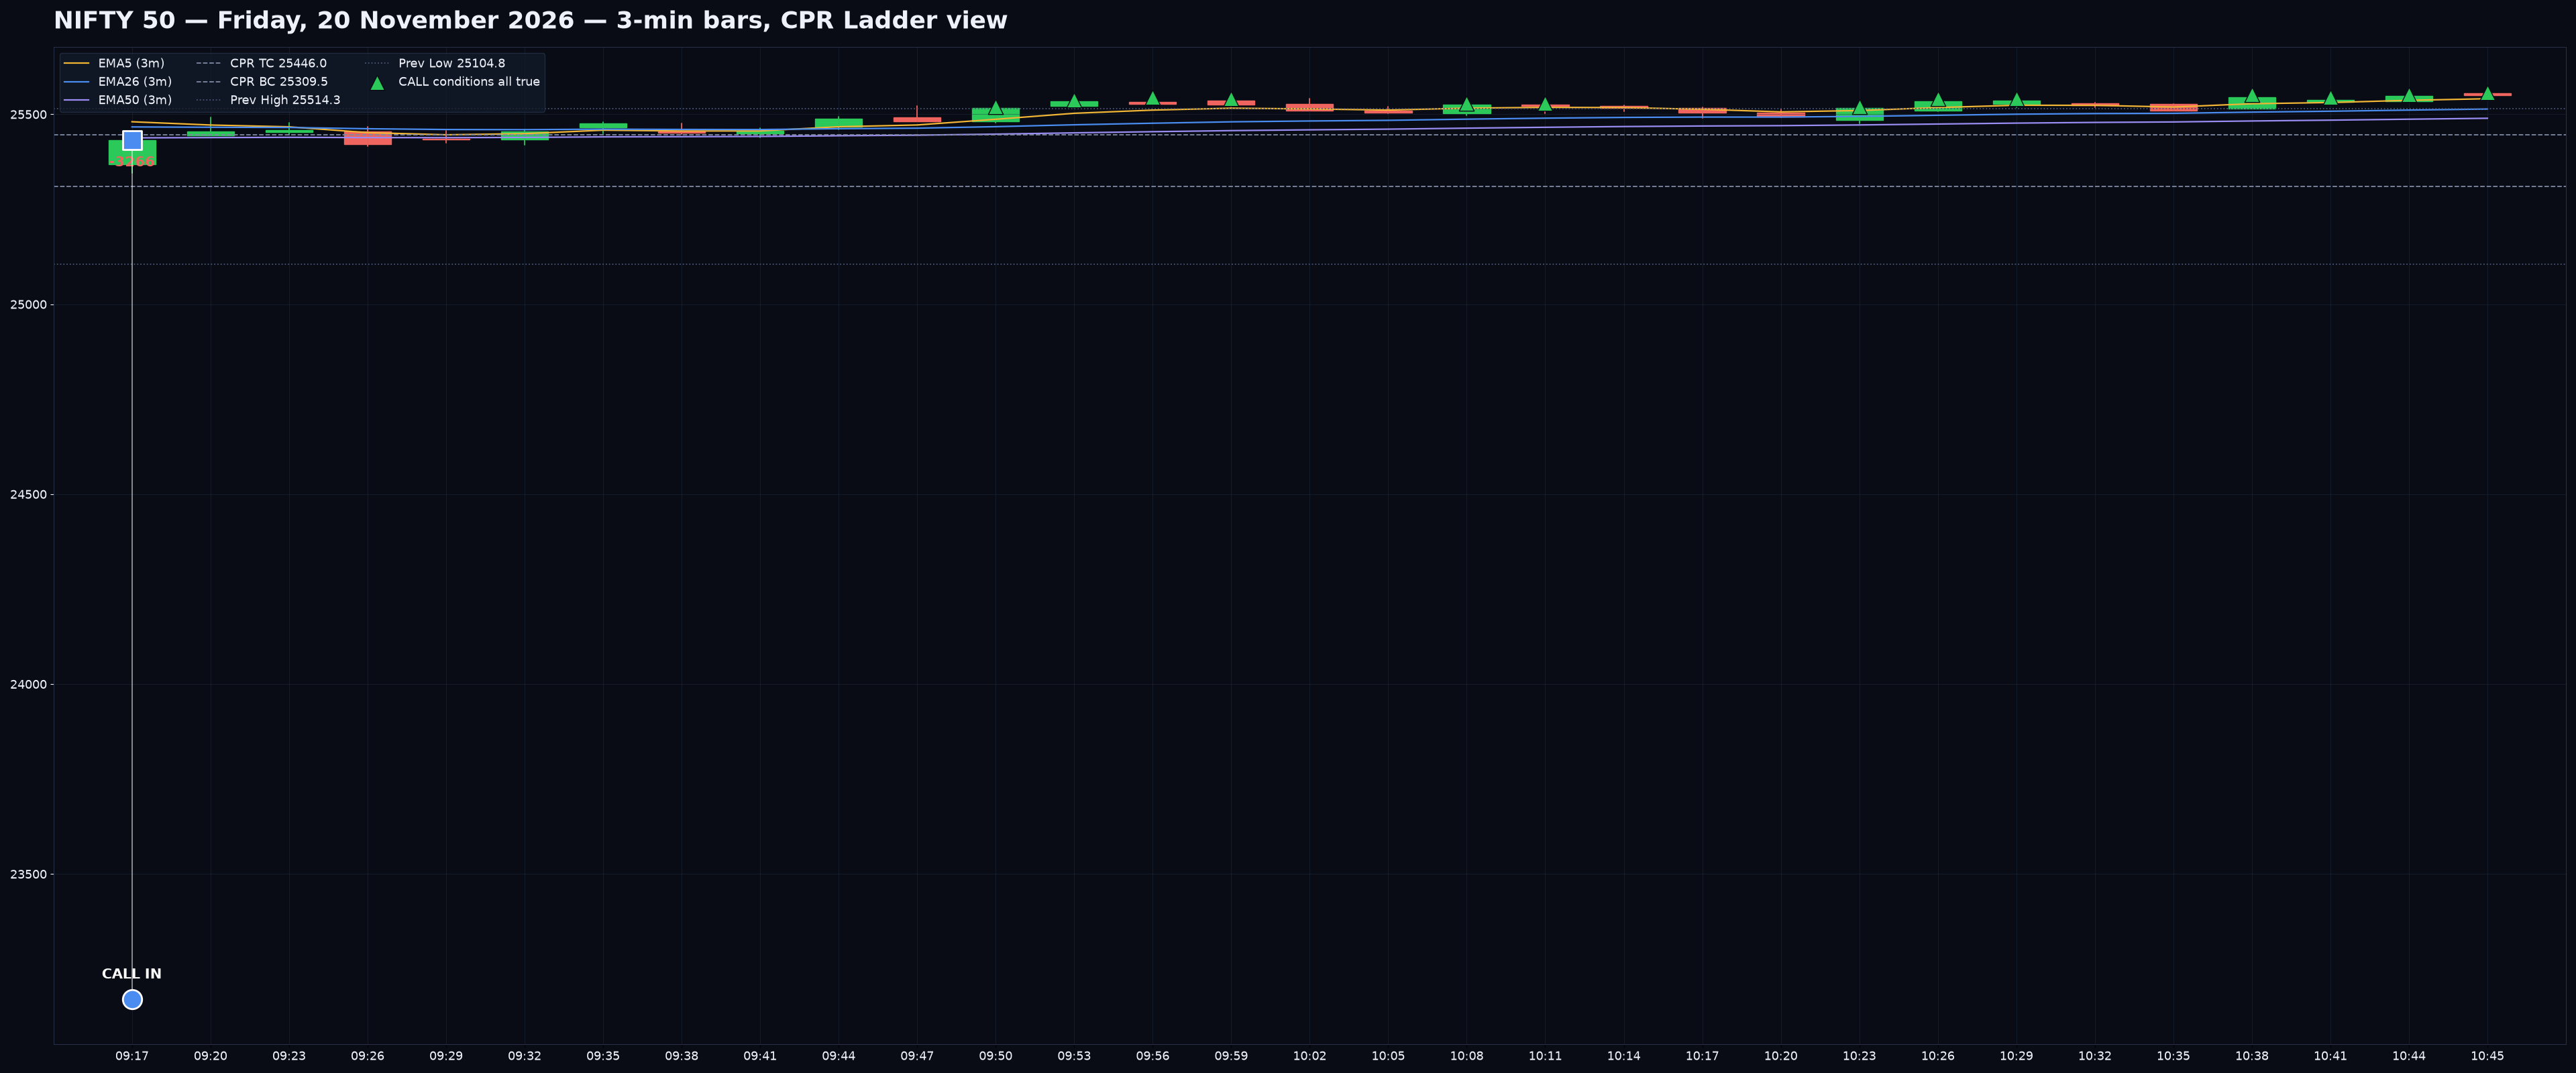 NIFTY 50 — Friday, 20 November 2026 — 3-min bars, CPR Ladder view
EMA5 (3m)
EMA26 (3m)
EMA50 (3m)
CPR TC 25446.0
CPR BC 25309.5
Prev High 25514.3
Prev Low 25104.8
CALL conditions all true
25500
25000
24500
24000
23500
-3266
CALL IN
09:17 09:20 09:23 09:26 09:29 09:32 09:35 09:38 09:41 09:44 09:47 09:50 09:53 09:56 09:59 10:02 10:05 10:08 10:11 10:14 10:17 10:20 10:23 10:26 10:29 10:32 10:35 10:38 10:41 10:44 10:45